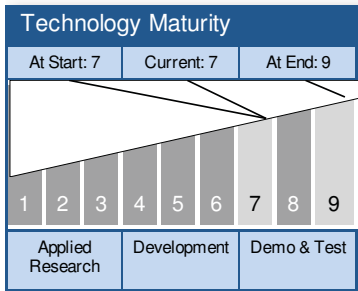 Technology Maturity
At Start: 7 Current: 7 At End: 9
1 2 3 4 5 6 7 8 9
Applied Development Demo & Test
Research